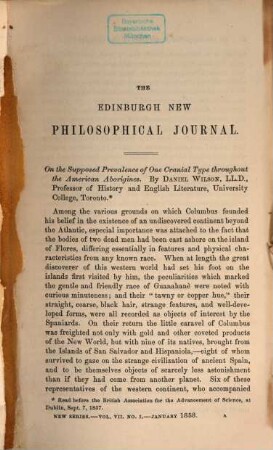 THE
EDINBURGH NEW
PHILOSOPHICAL JOURNAL.
On the Supposed Prevalence of One Cranial Type throughout
the American Aborigines. By DANIEL WILSON, LL.D.,
Professor of History and English Literature, University
College, Toronto.*
Among the various grounds on which Columbus founded
his belief in the existence of an undiscovered continent beyond
the Atlantic, especial importance was attached to the fact that
the bodies of two dead men had been cast ashore on the island
of Flores, differing essentially in features and physical cha-
racteristics from any known race. When at length the great
discoverer of this western world had set his foot on the
islands first visited by him, the peculiarities which marked
the gentle and friendly race of Guanahanè were noted with
curious minuteness; and their "tawny or copper hue," their
straight, coarse, black hair, strange features, and well-de-
veloped forms, were all recorded as objects of interest by the
Spaniards. On their return the little caravel of Columbus
was freighted not only with gold and other coveted products
of the New World, but with nine of its natives, brought from
the Islands of San Salvador and Hispaniola,—eight of whom
survived to gaze on the strange civilisation of ancient Spain,
and to be themselves objects of scarcely less astonishment
than if they had come from another planet. Six of these
representatives of the western continent, who accompanied
* Read before the British Association for the Advancement of Science, at
Dublin, Sept. 7, 1857.
NEW SERIES.—VOL. VII. NO. I.—JANUARY 1858. A